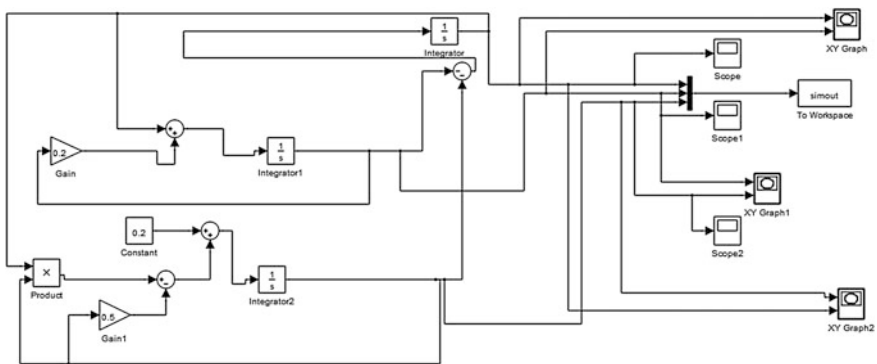 1
s
Integrator
XY Graph
Scope
simout
To Workspace
Scope1
0.2
Gain
1
s
Integrator1
XY Graph1
Scope2
0.2
Constant
×
Product
1
s
Integrator2
0.5
Gain1
XY Graph2